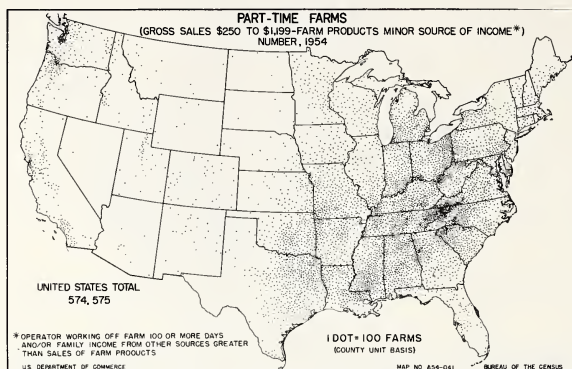 PART-TIME FARMS
(GROSS SALES $250 TO $1,199-FARM PRODUCTS MINOR SOURCE OF INCOME*)
NUMBER, 1954
UNITED STATES TOTAL
574,575
*OPERATOR WORKING OFF FARM 100 OR MORE DAYS
AND/OR FAMILY INCOME FROM OTHER SOURCES GREATER
THAN SALES OF FARM PRODUCTS
1 DOT=100 FARMS
(COUNTY UNIT BASIS)
U.S. DEPARTMENT OF COMMERCE
MAP NO. A54-041
BUREAU OF THE CENSUS